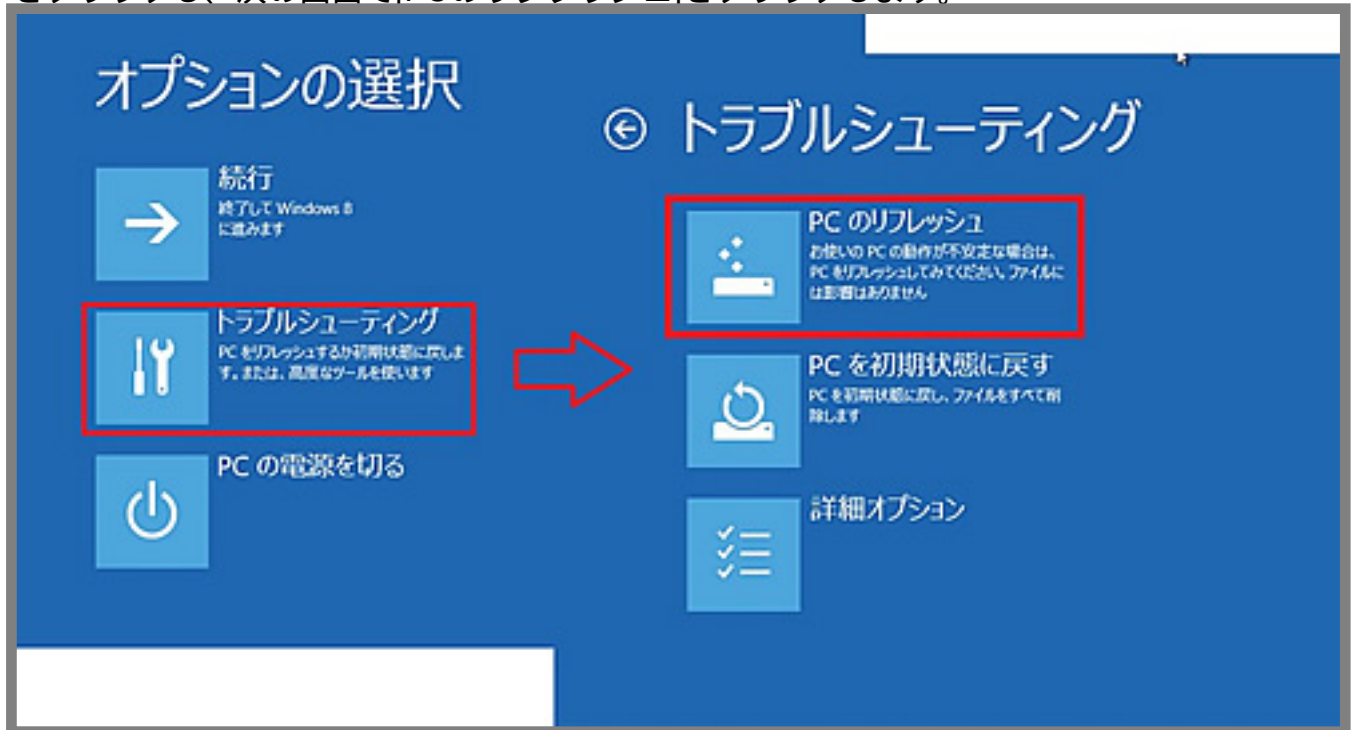 オプションの選択
続行
終了して Windows 8
に進みます
トラブルシューティング
PC をリフレッシュするか初期状態に戻しま
す。または、高度なツールを使います
PC の電源を切る
トラブルシューティング
PC のリフレッシュ
お使いの PC の動作が不安定な場合は、
PC をリフレッシュしてみてください。ファイルに
は影響はありません
PC を初期状態に戻す
PC を初期状態に戻し、ファイルをすべて削
除します
詳細オプション